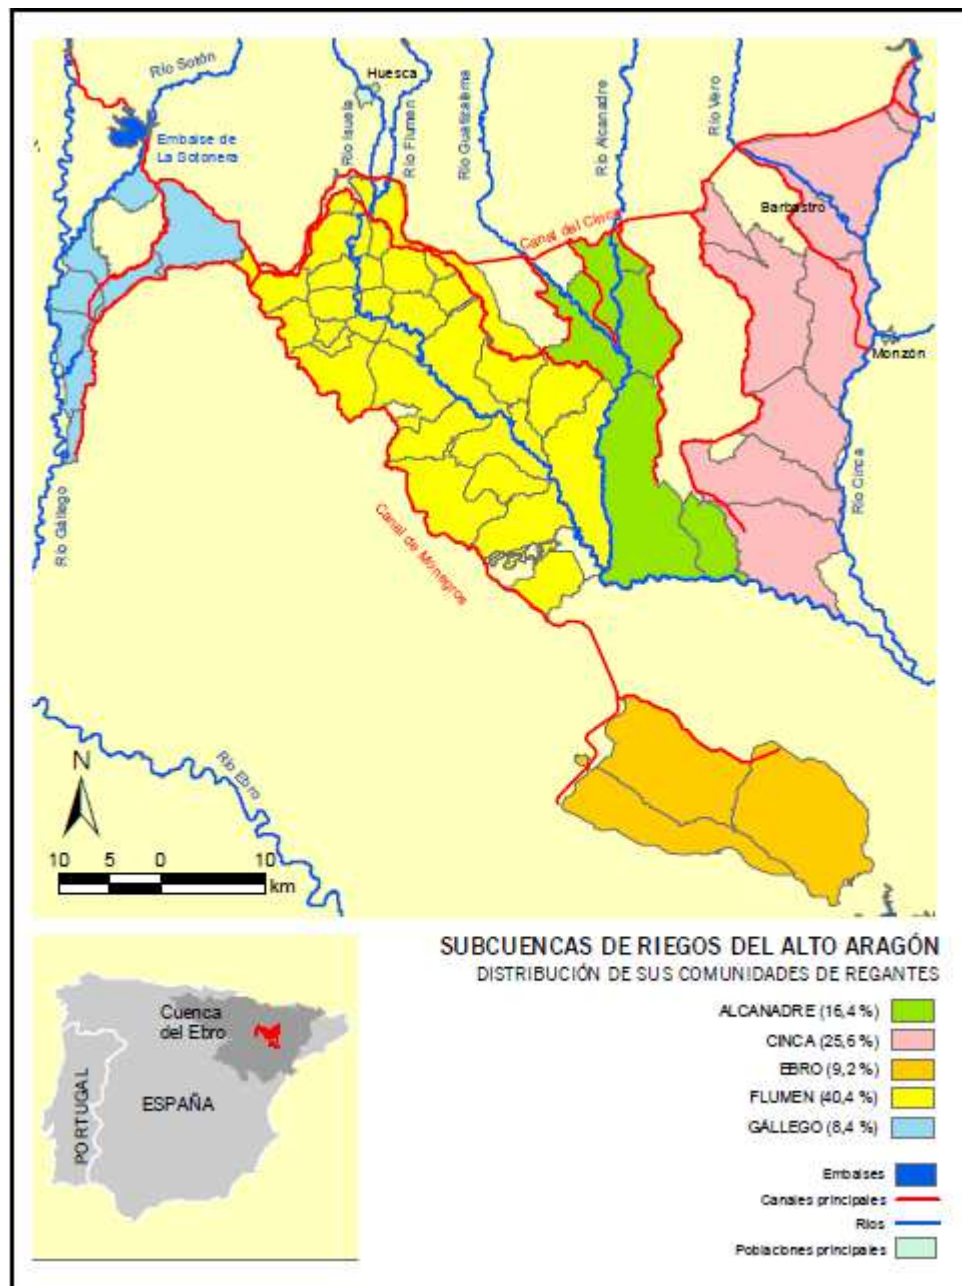 Río Sotón
Huesca
Río Isuela
Río Flumen
Río Guatizalema
Río Alcanadre
Río Vero
Embalse de
La Sotonera
Canal del Cinca
Barbastro
Monzón
Río Cinca
Río Gállego
Canal de Monegros
Río Ebro
N
10 5 0 10
km
SUBCUENCAS DE RIEGOS DEL ALTO ARAGÓN
DISTRIBUCIÓN DE SUS COMUNIDADES DE REGANTES
ALCANADRE (16,4 %)
CINCA (25,6 %)
EBRO (9,2 %)
FLUMEN (40,4 %)
GÁLLEGO (8,4 %)
Embalses
Canales principales
Ríos
Poblaciones principales
Cuenca
del Ebro
ESPAÑA
PORTUGAL